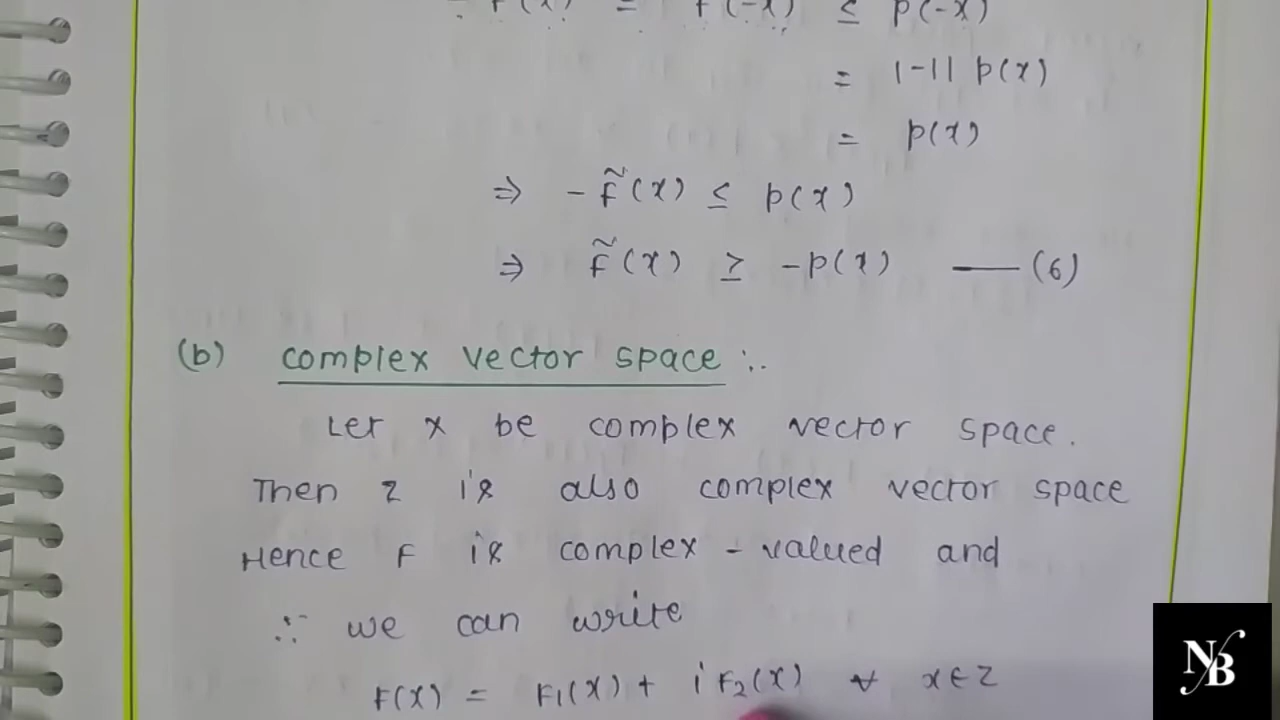 - f̃(x) = f̃(-x) ≤ p(-x)
= |-1| p(x)
= p(x)
⇒ - f̃(x) ≤ p(x)
⇒ f̃(x) ≥ -p(x) —— (6)
(b) complex vector space :.
Let x be complex vector space.
Then z is also complex vector space
Hence f is complex - valued and
∴ we can write
f(x) = f₁(x) + i f₂(x) ∀ x ∈ z
NB